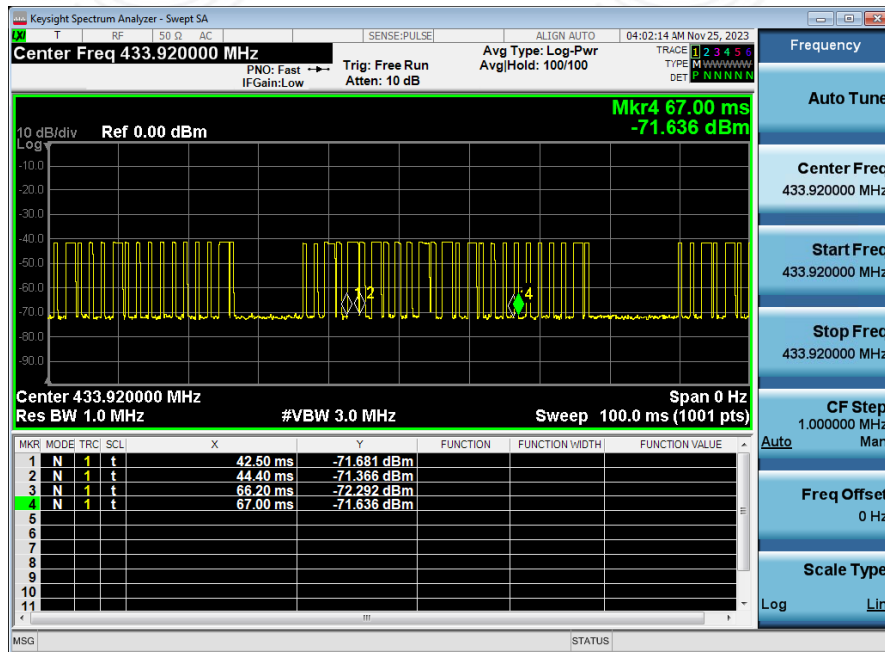 Keysight Spectrum Analyzer - Swept SA
LXI T RF 50 Ω AC SENSE:PULSE ALIGN AUTO 04:02:14 AM Nov 25, 2023
Center Freq 433.920000 MHz
PNO: Fast
IFGain:Low
Trig: Free Run
Atten: 10 dB
Avg Type: Log-Pwr
Avg|Hold: 100/100
TRACE 1 2 3 4 5 6
TYPE M W W W W W
DET P N N N N N
Mkr4 67.00 ms
-71.636 dBm
10 dB/div Ref 0.00 dBm
Log
-10.0
-20.0
-30.0
-40.0
-50.0
-60.0
-70.0
-80.0
-90.0
1 2
4
Center 433.920000 MHz Span 0 Hz
Res BW 1.0 MHz #VBW 3.0 MHz Sweep 100.0 ms (1001 pts)
MKR MODE TRC SCL X Y FUNCTION FUNCTION WIDTH FUNCTION VALUE
1 N 1 t 42.50 ms -71.681 dBm
2 N 1 t 44.40 ms -71.366 dBm
3 N 1 t 66.20 ms -72.292 dBm
4 N 1 t 67.00 ms -71.636 dBm
5
6
7
8
9
10
11
MSG STATUS
Frequency
Auto Tune
Center Freq
433.920000 MHz
Start Freq
433.920000 MHz
Stop Freq
433.920000 MHz
CF Step
1.000000 MHz
Auto Man
Freq Offset
0 Hz
Scale Type
Log Lin